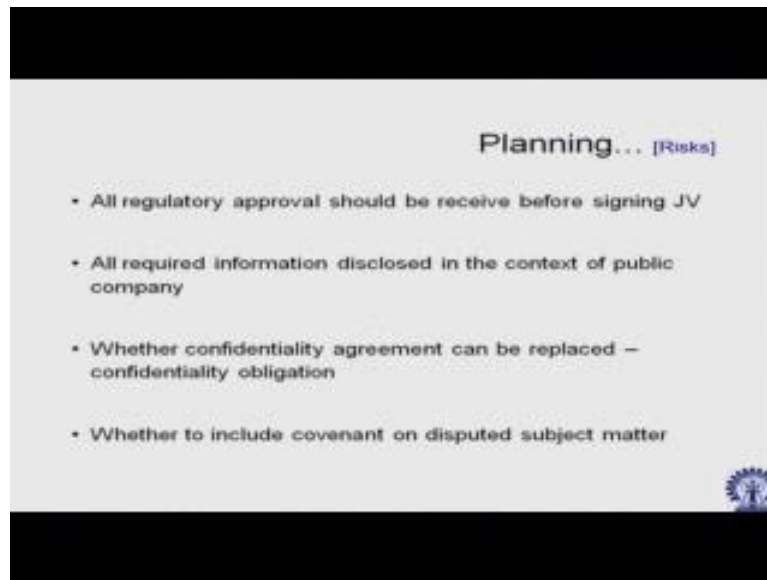 Planning... [Risks]
• All regulatory approval should be receive before signing JV
• All required information disclosed in the context of public
company
• Whether confidentiality agreement can be replaced –
confidentiality obligation
• Whether to include covenant on disputed subject matter